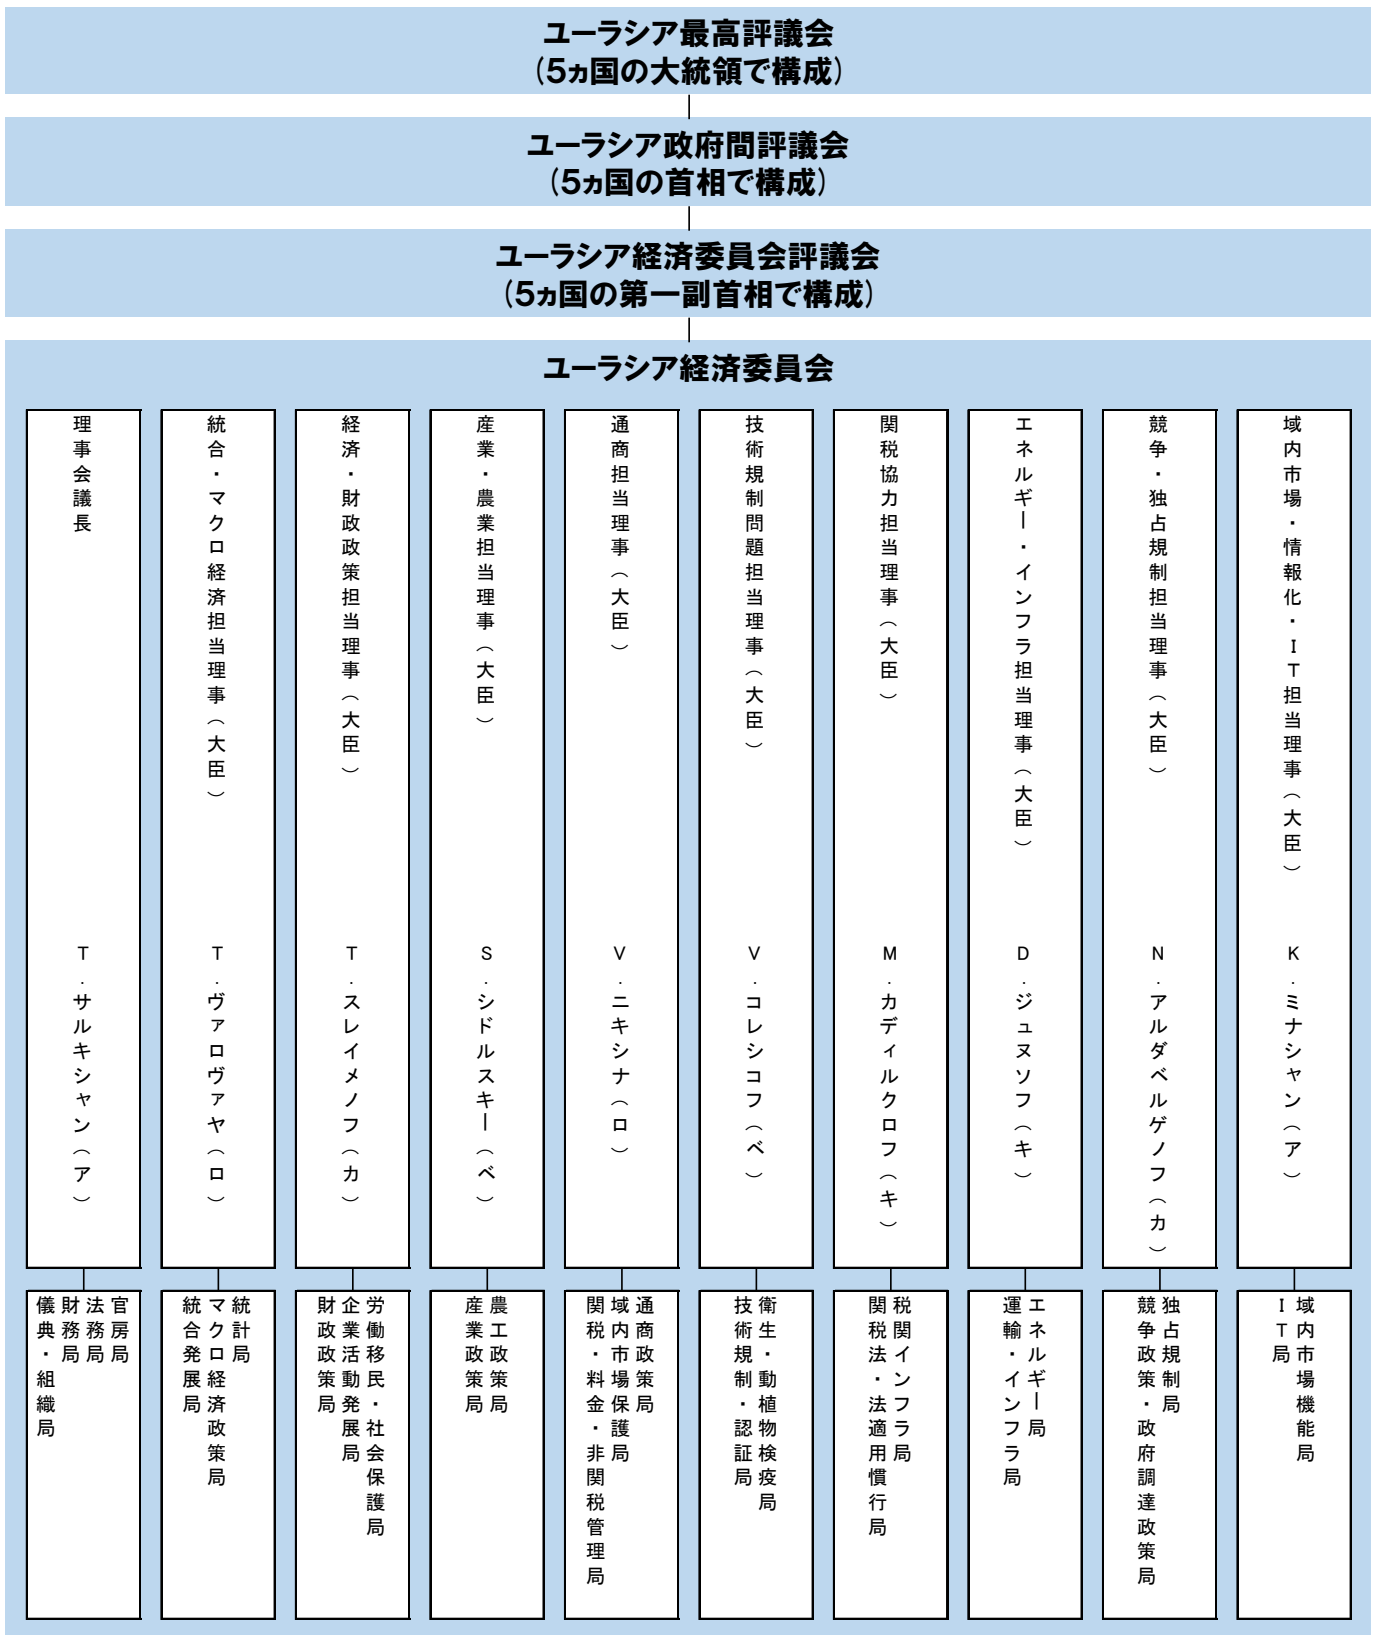 ユーラシア最高評議会
（5ヵ国の大統領で構成）
ユーラシア政府間評議会
（5ヵ国の首相で構成）
ユーラシア経済委員会評議会
（5ヵ国の第一副首相で構成）
ユーラシア経済委員会
理事会議長 T．サルキシャン（ア）
統合・マクロ経済担当理事（大臣） T．ヴァロヴァヤ（ロ）
経済・財政政策担当理事（大臣） T．スレイメノフ（カ）
産業・農業担当理事（大臣） S．シドルスキー（ベ）
通商担当理事（大臣） V．ニキシナ（ロ）
技術規制問題担当理事（大臣） V．コレシコフ（ベ）
関税協力担当理事（大臣） M．カディルクロフ（キ）
エネルギー・インフラ担当理事（大臣） D．ジュヌソフ（キ）
競争・独占規制担当理事（大臣） N．アルダベルゲノフ（カ）
域内市場・情報化・IT担当理事（大臣） K．ミナシャン（ア）
官房局
法務局
財務局
儀典・組織局
統計局
マクロ経済政策局
統合発展局
労働移民・社会保護局
企業活動発展局
財政政策局
農工政策局
産業政策局
通商政策局
域内市場保護局
関税・料金・非関税管理局
衛生・動植物検疫局
技術規制・認証局
税関インフラ局
関税法・法適用慣行局
エネルギー局
運輸・インフラ局
独占規制局
競争政策・政府調達政策局
域内市場機能局
IT局